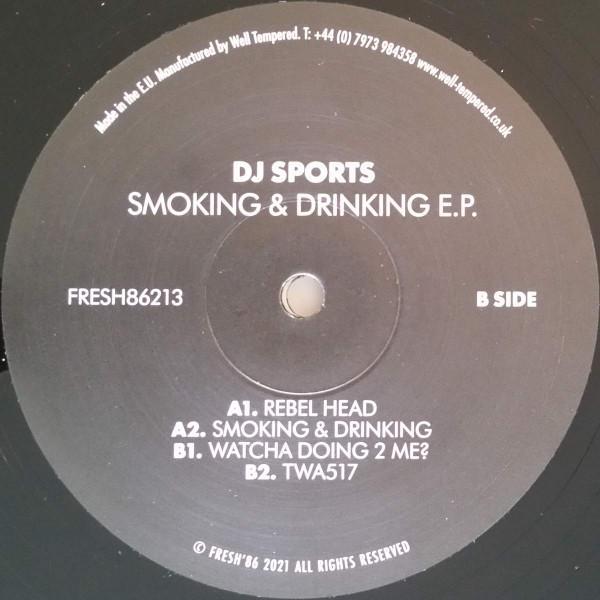 Made in the E.U. Manufactured by Well Tempered. T: +44 (0) 7973 984358 www.well-tempered.co.uk
DJ SPORTS
SMOKING & DRINKING E.P.
FRESH86213
B SIDE
A1. REBEL HEAD
A2. SMOKING & DRINKING
B1. WATCHA DOING 2 ME?
B2. TWA517
© FRESH'86 2021 ALL RIGHTS RESERVED